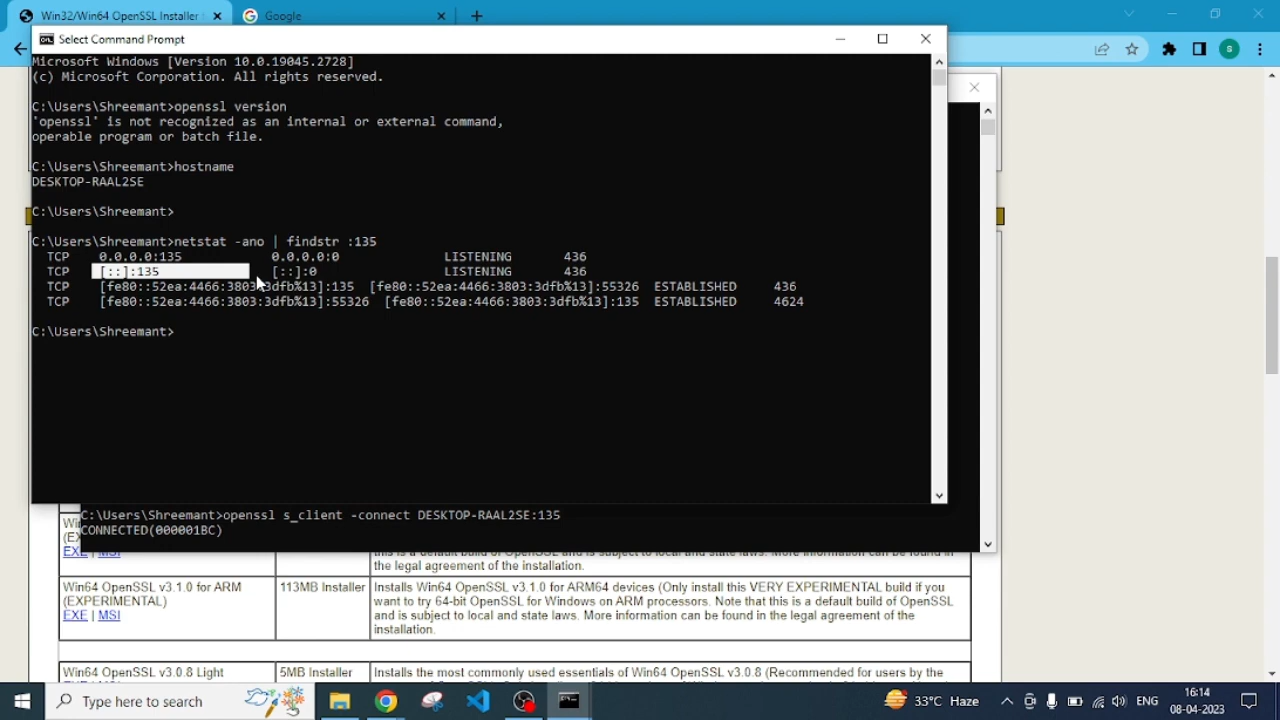 Win32/Win64 OpenSSL Installer
Google
Select Command Prompt
Microsoft Windows [Version 10.0.19045.2728]
(c) Microsoft Corporation. All rights reserved.
C:\Users\Shreemant>openssl version
'openssl' is not recognized as an internal or external command,
operable program or batch file.
C:\Users\Shreemant>hostname
DESKTOP-RAAL2SE
C:\Users\Shreemant>
C:\Users\Shreemant>netstat -ano | findstr :135
TCP 0.0.0.0:135 0.0.0.0:0 LISTENING 436
TCP [::]:135 [::]:0 LISTENING 436
TCP [fe80::52ea:4466:3803:3dfb%13]:135 [fe80::52ea:4466:3803:3dfb%13]:55326 ESTABLISHED 436
TCP [fe80::52ea:4466:3803:3dfb%13]:55326 [fe80::52ea:4466:3803:3dfb%13]:135 ESTABLISHED 4624
C:\Users\Shreemant>
C:\Users\Shreemant>openssl s_client -connect DESKTOP-RAAL2SE:135
CONNECTED(000001BC)
EXE | MSI
this is a default build of OpenSSL and is subject to local and state laws. More information can be found in
the legal agreement of the installation.
Win64 OpenSSL v3.1.0 for ARM
(EXPERIMENTAL)
EXE | MSI
113MB Installer
Installs Win64 OpenSSL v3.1.0 for ARM64 devices (Only install this VERY EXPERIMENTAL build if you
want to try 64-bit OpenSSL for Windows on ARM processors. Note that this is a default build of OpenSSL
and is subject to local and state laws. More information can be found in the legal agreement of the
installation.
Win64 OpenSSL v3.0.8 Light
5MB Installer
Installs the most commonly used essentials of Win64 OpenSSL v3.0.8 (Recommended for users by the
Type here to search
33°C Haze
ENG
16:14
08-04-2023